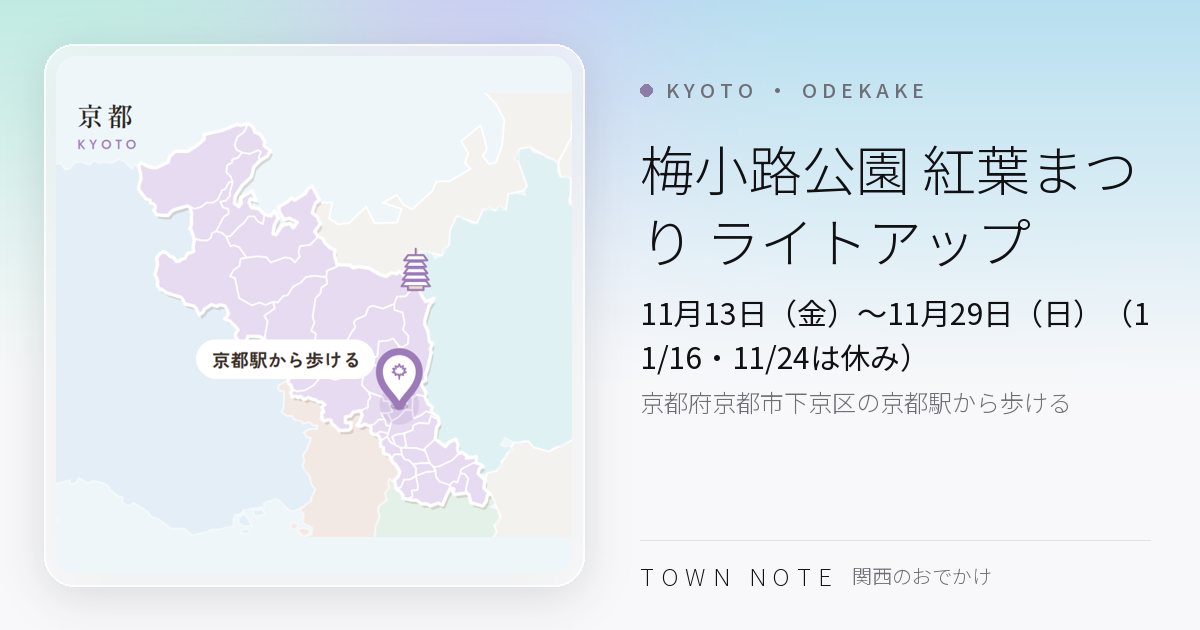 京都
KYOTO
京都駅から歩ける
KYOTO • ODEKAKE
梅小路公園 紅葉まつ
り ライトアップ
11月13日（金）～11月29日（日）（1
1/16・11/24は休み）
京都府京都市下京区の京都駅から歩ける
TOWN NOTE 関西のおでかけ